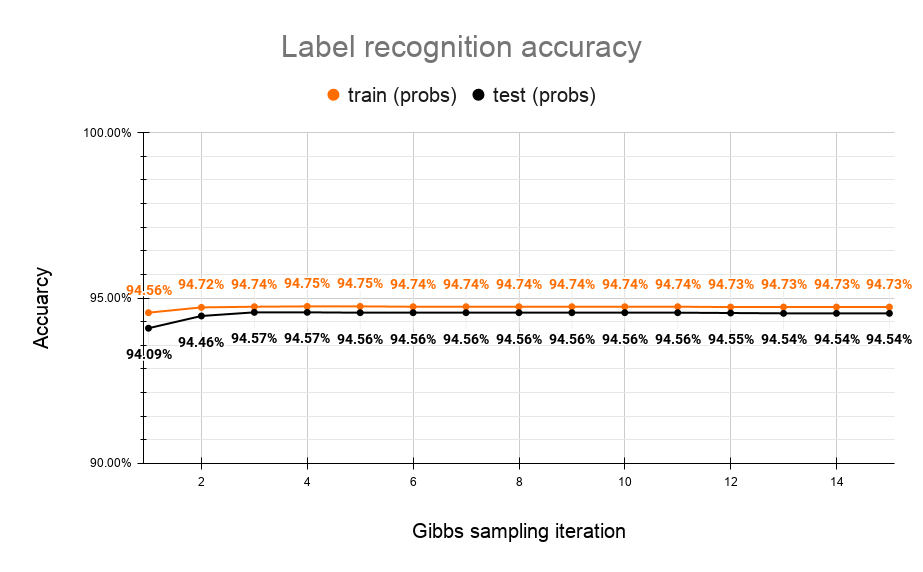 Label recognition accuracy
train (probs) test (probs)
100.00%
94.56% 94.72% 94.74% 94.75% 94.75% 94.74% 94.74% 94.74% 94.74% 94.74% 94.74% 94.73% 94.73% 94.73% 94.73%
95.00%
94.09% 94.46% 94.57% 94.57% 94.56% 94.56% 94.56% 94.56% 94.56% 94.56% 94.56% 94.55% 94.54% 94.54% 94.54%
90.00%
Accuarcy
2 4 6 8 10 12 14
Gibbs sampling iteration